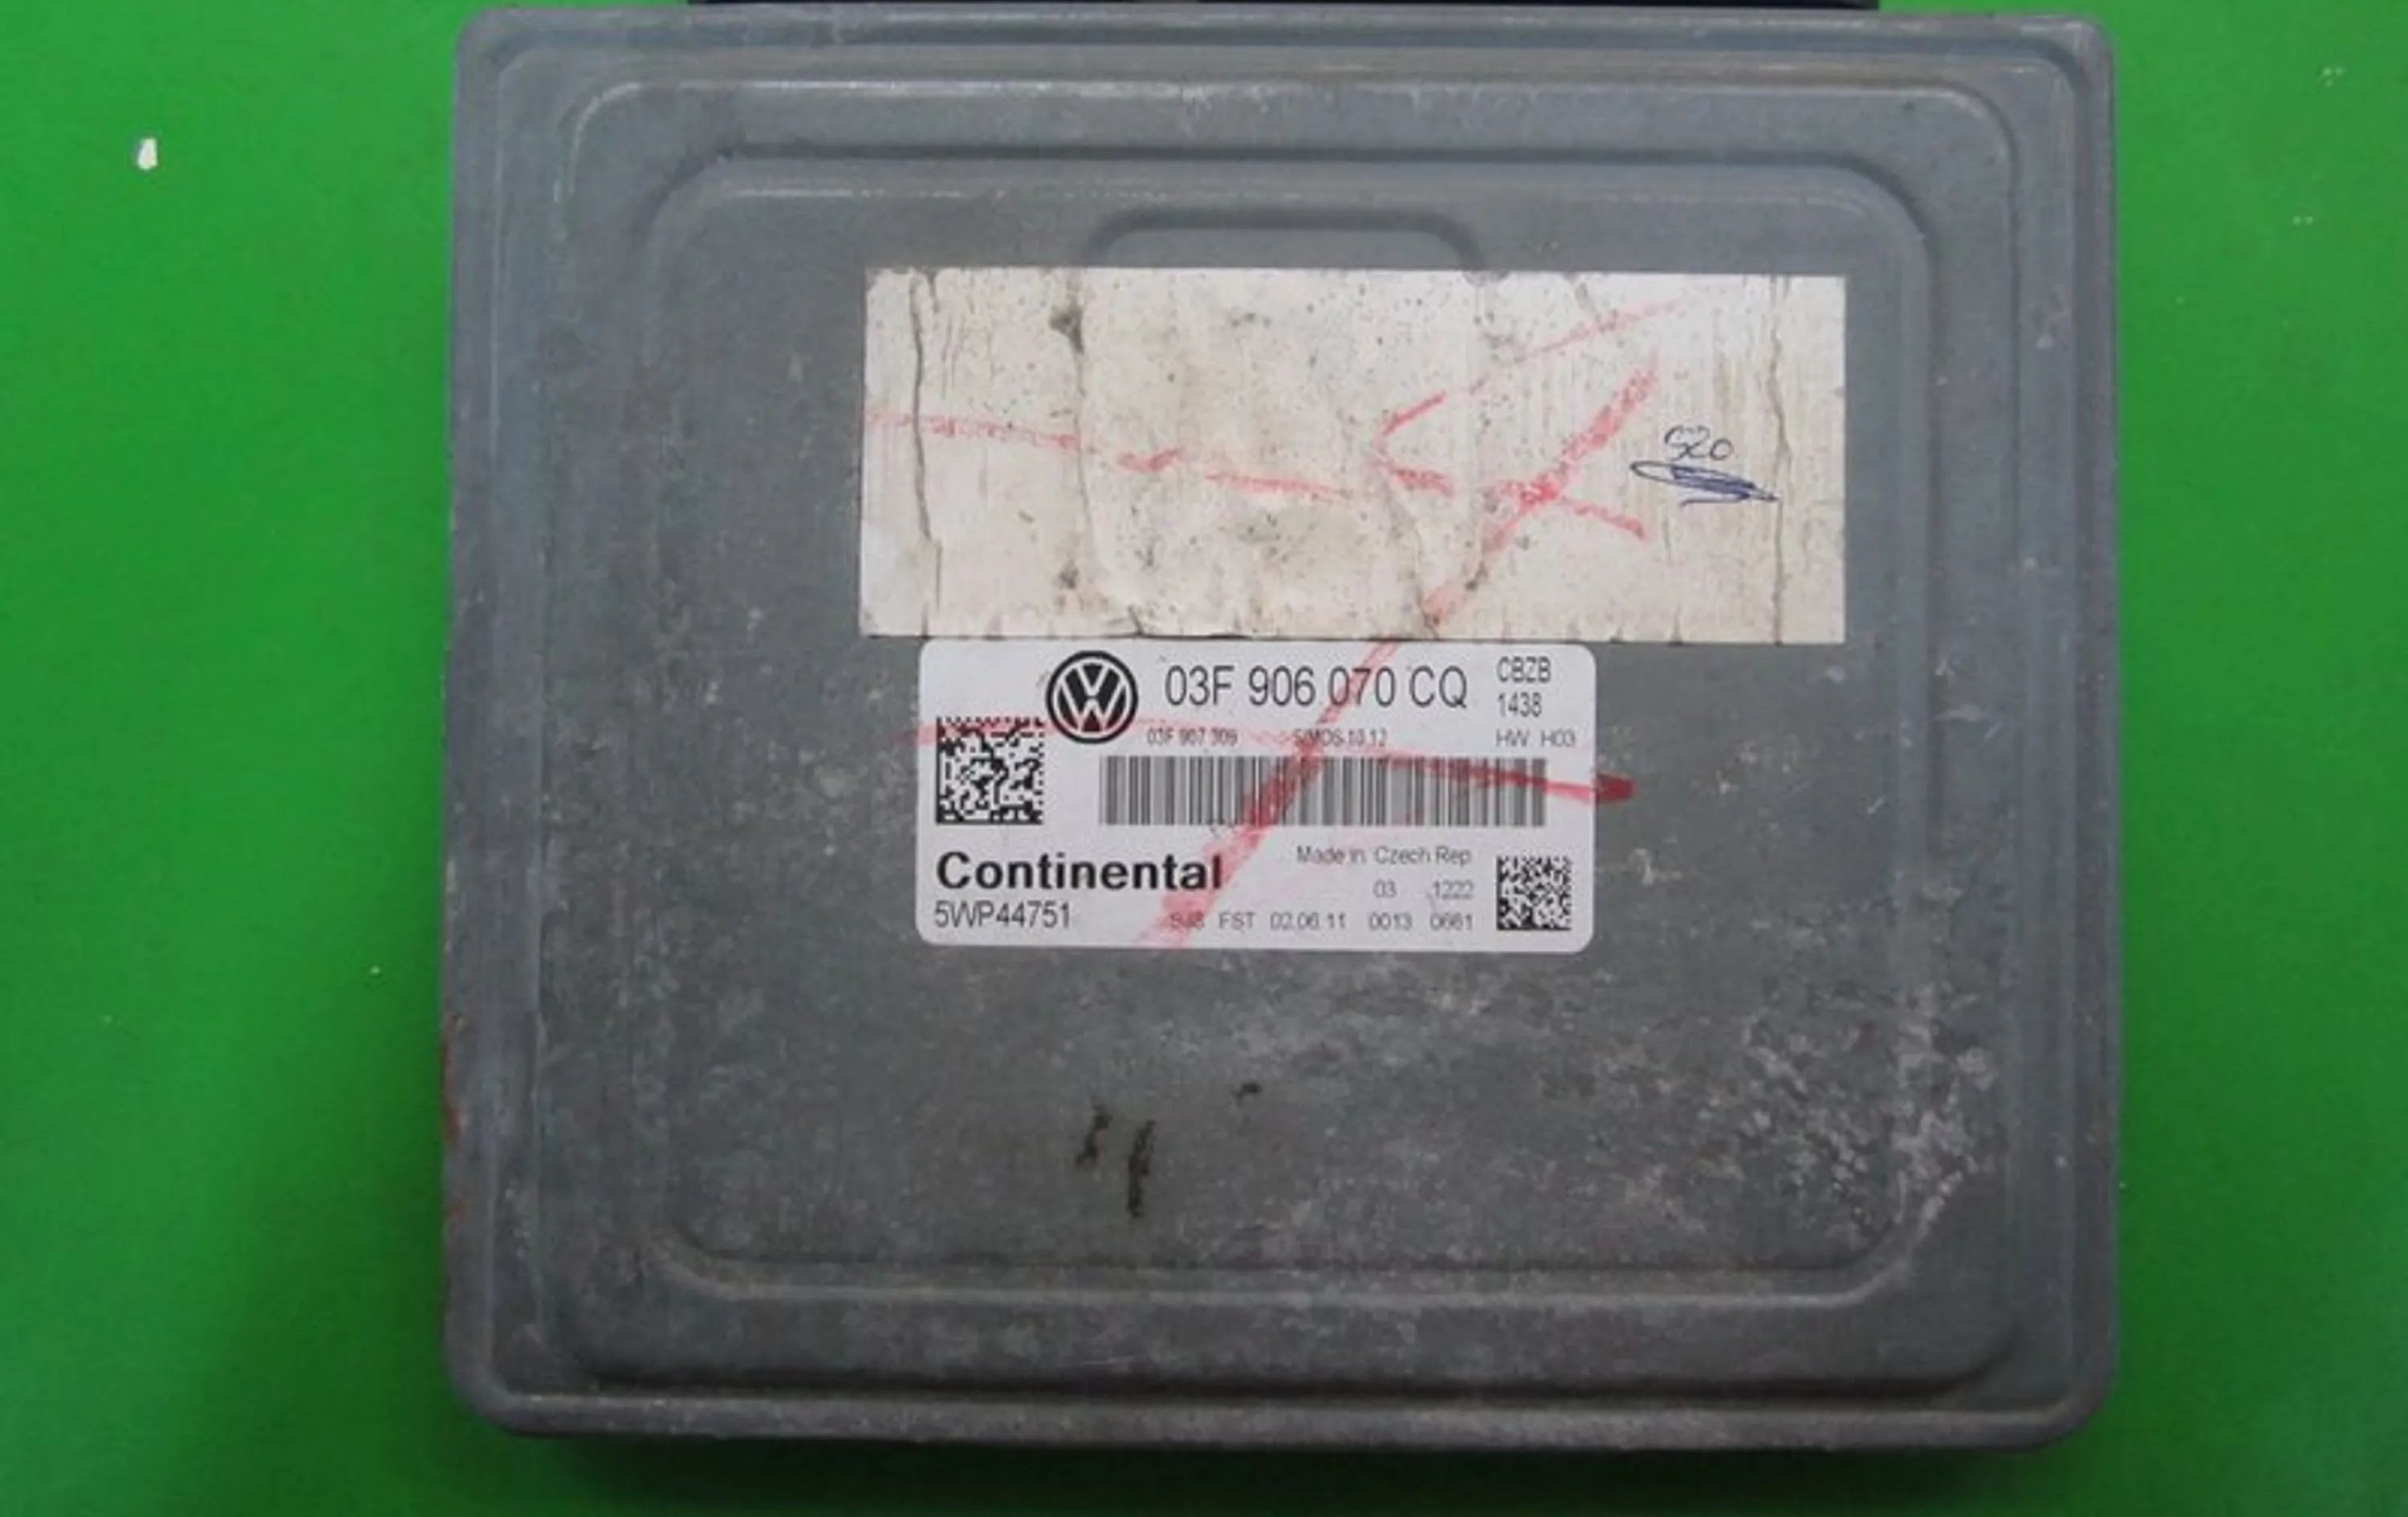 520
03F 906 070 CQ
CBZB
1438
03F 907 309 SIMOS 10.12
HW H03
Continental
Made in Czech Rep
03 1222
5WP44751
FST 02.06.11 0013 0661